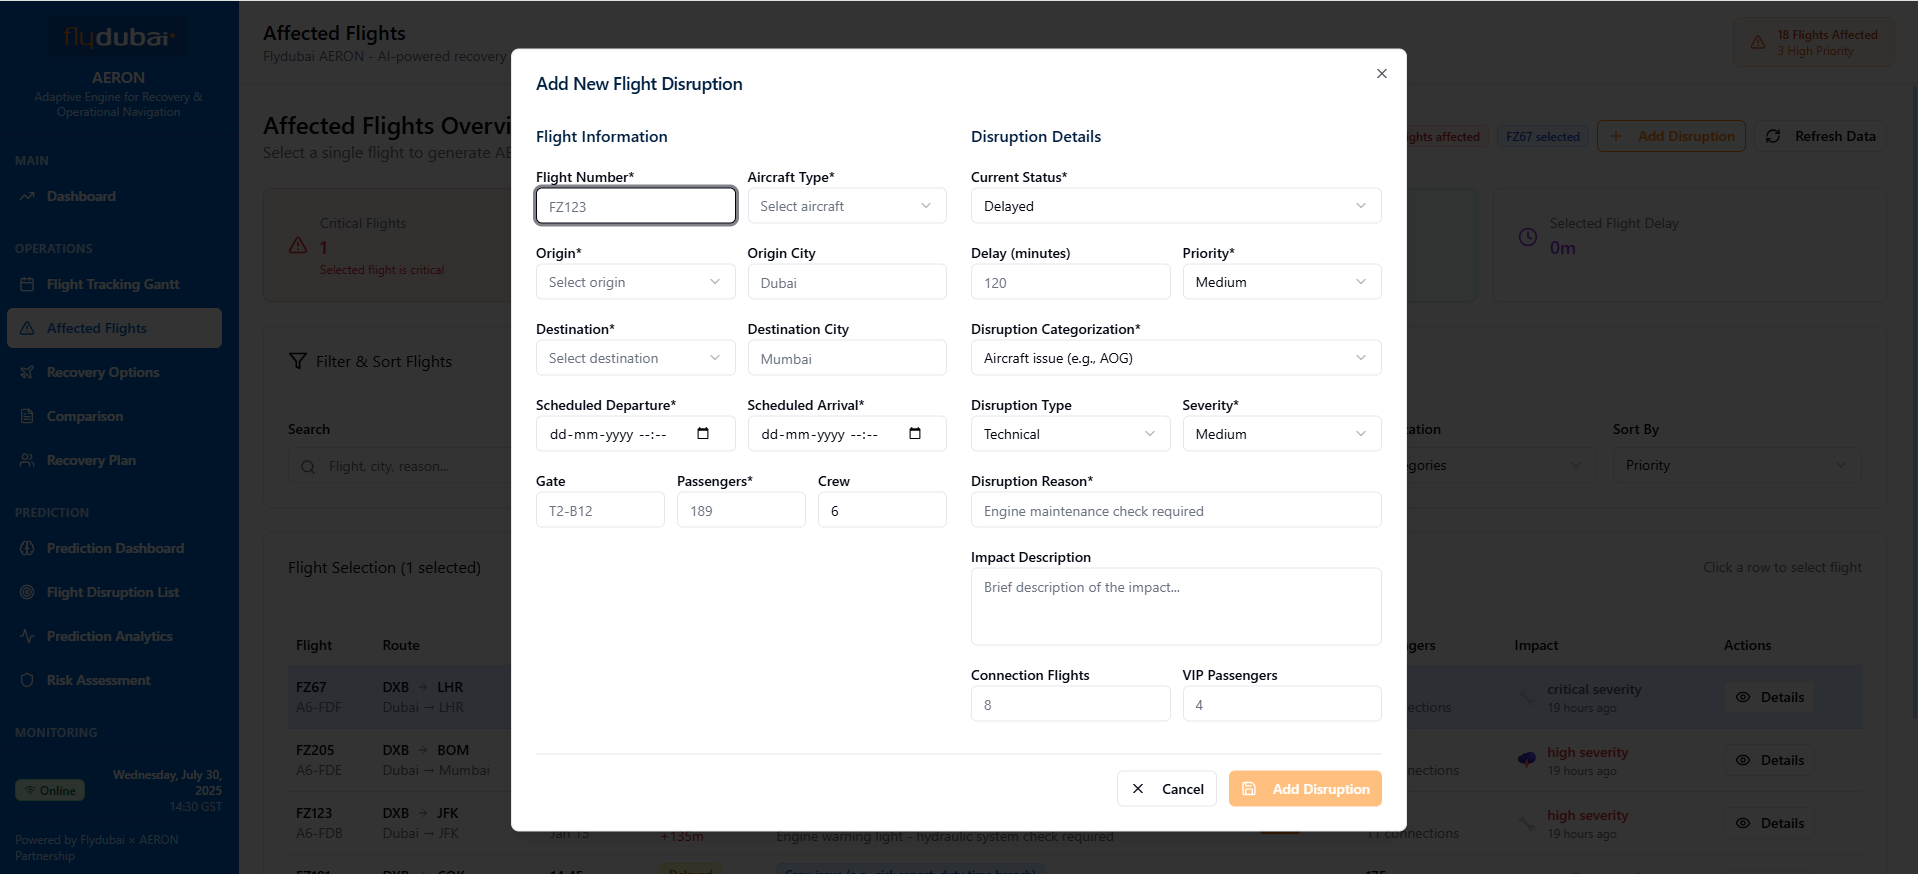 flydubai
AERON
Adaptive Engine for Recovery &
Operational Navigation
MAIN
Dashboard
OPERATIONS
Flight Tracking Gantt
Affected Flights
Recovery Options
Comparison
Recovery Plan
PREDICTION
Prediction Dashboard
Flight Disruption List
Prediction Analytics
Risk Assessment
MONITORING
Online
Wednesday, July 30,
2025
14:30 GST
Powered by Flydubai × AERON
Partnership
Affected Flights
Flydubai AERON - AI-powered recovery
18 Flights Affected
3 High Priority
Affected Flights
Select a single flight to generate
affected
FZ67 selected
+ Add Disruption
Refresh Data
Critical Flights
1
Selected flight is critical
Selected Flight Delay
0m
Filter & Sort Flights
Search
Flight, city, reason...
Sort By
Priority
Flight Selection (1 selected)
Click a row to select flight
Flight
Route
Impact
Actions
FZ67
DXB → LHR
A6-FDF
Dubai → LHR
critical severity
19 hours ago
Details
FZ205
DXB → BOM
A6-FDE
Dubai → Mumbai
high severity
19 hours ago
Details
FZ123
DXB → JFK
A6-FDB
Dubai → JFK
Jan 15
+135m
Engine warning light - hydraulic system check required
11 connections
high severity
19 hours ago
Details
Add New Flight Disruption
Flight Information
Flight Number*
Aircraft Type*
FZ123
Select aircraft
Origin*
Origin City
Select origin
Dubai
Destination*
Destination City
Select destination
Mumbai
Scheduled Departure*
Scheduled Arrival*
dd-mm-yyyy --:--
dd-mm-yyyy --:--
Gate
Passengers*
Crew
T2-B12
189
6
Disruption Details
Current Status*
Delayed
Delay (minutes)
Priority*
120
Medium
Disruption Categorization*
Aircraft issue (e.g., AOG)
Disruption Type
Severity*
Technical
Medium
Disruption Reason*
Engine maintenance check required
Impact Description
Brief description of the impact...
Connection Flights
VIP Passengers
8
4
Cancel
Add Disruption